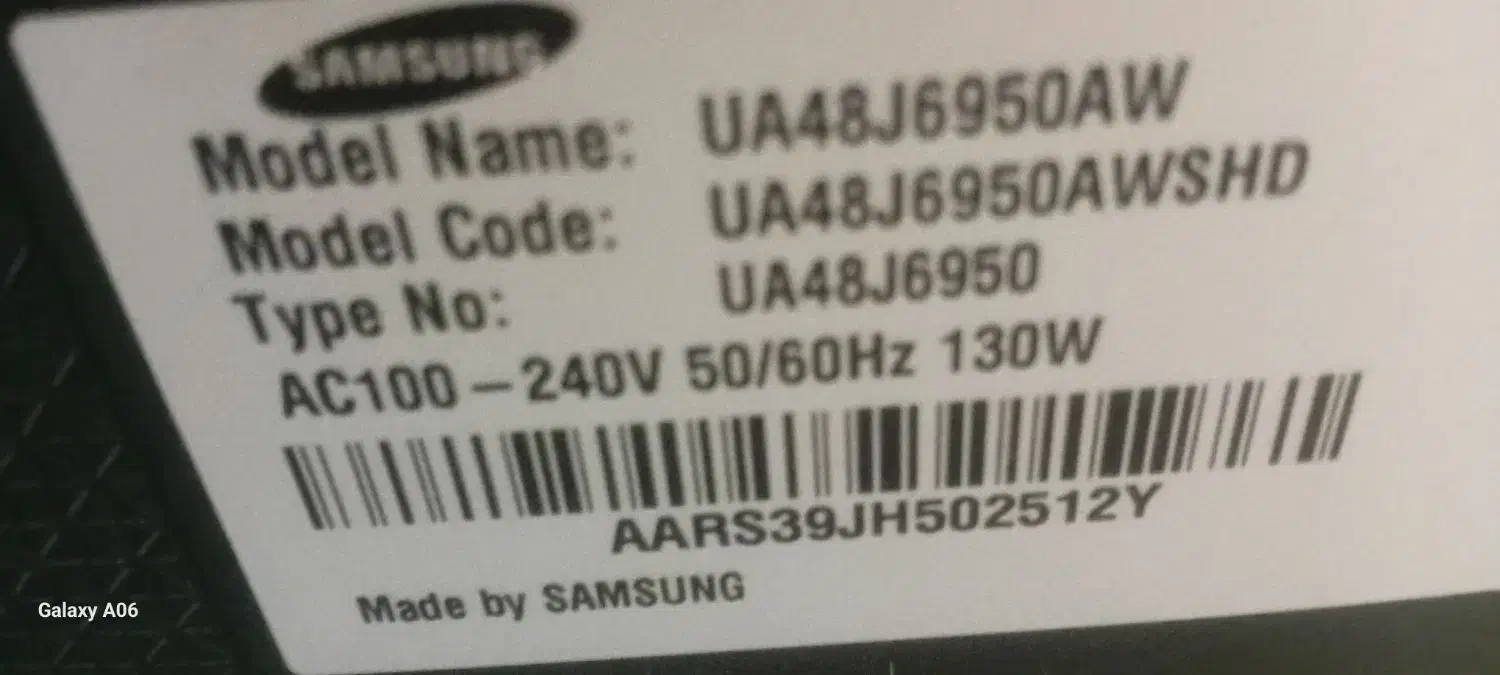 SAMSUNG
Model Name: UA48J6950AW
Model Code: UA48J6950AWSHD
Type No: UA48J6950
AC100-240V 50/60Hz 130W
AARS39JH502512Y
Made by SAMSUNG
Galaxy A06